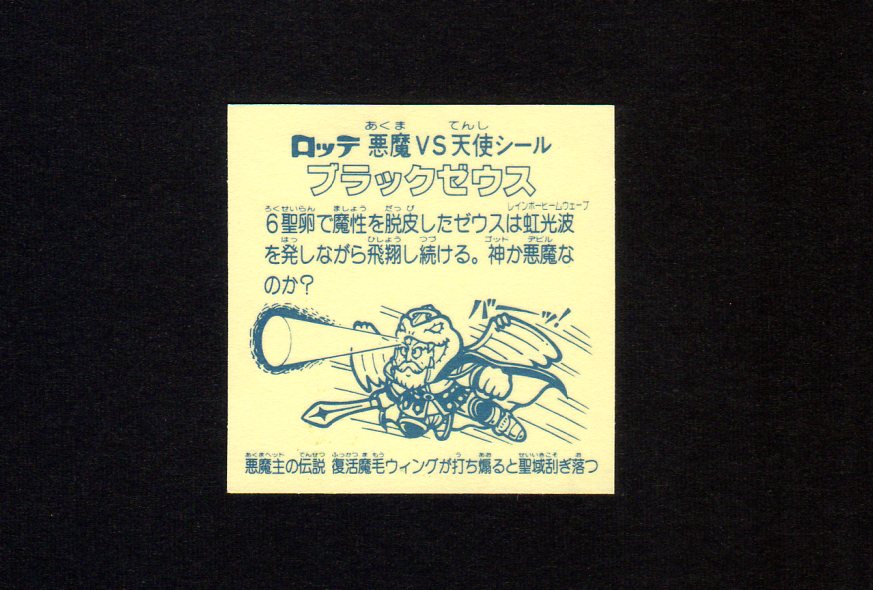 ロッテ 悪魔VS天使シール
ブラックゼウス
6聖卵で魔性を脱皮したゼウスは虹光波
を発しながら飛翔し続ける。神か悪魔な
のか?
バーッ!
悪魔主の伝説 復活魔毛ウィングが打ち煽ると聖域刮ぎ落つ